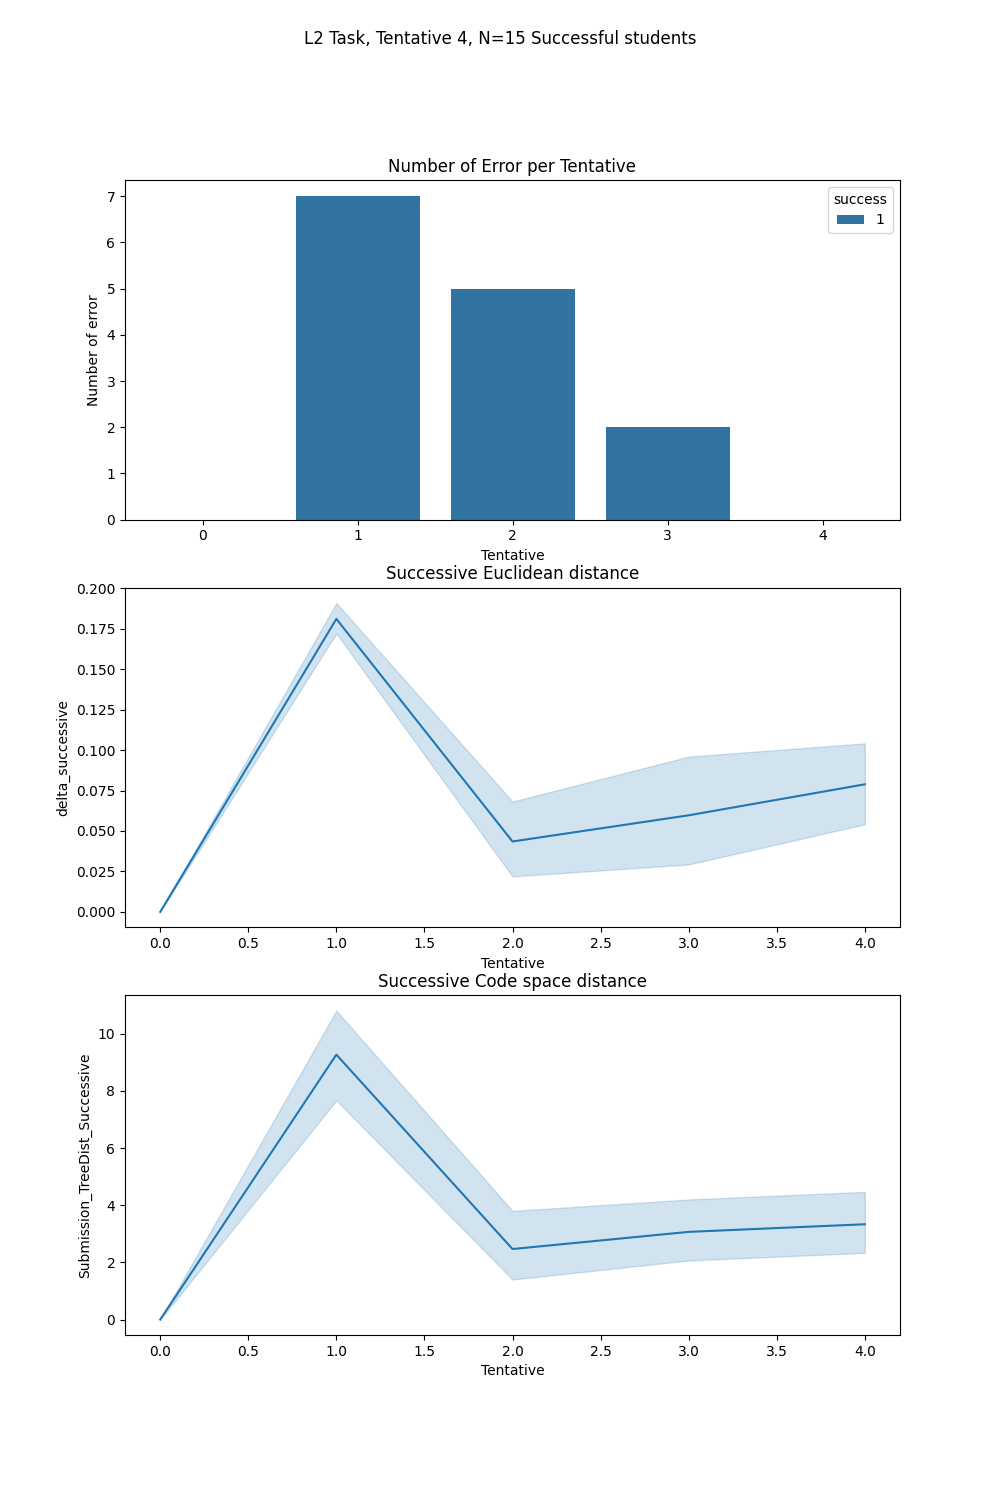 L2 Task, Tentative 4, N=15 Successful students
Number of Error per Tentative
success
1
7
6
5
4
3
2
1
0
Number of error
0 1 2 3 4
Tentative
Successive Euclidean distance
0.200
0.175
0.150
0.125
0.100
0.075
0.050
0.025
0.000
delta_successive
0.0 0.5 1.0 1.5 2.0 2.5 3.0 3.5 4.0
Tentative
Successive Code space distance
10
8
6
4
2
0
Submission_TreeDist_Successive
0.0 0.5 1.0 1.5 2.0 2.5 3.0 3.5 4.0
Tentative